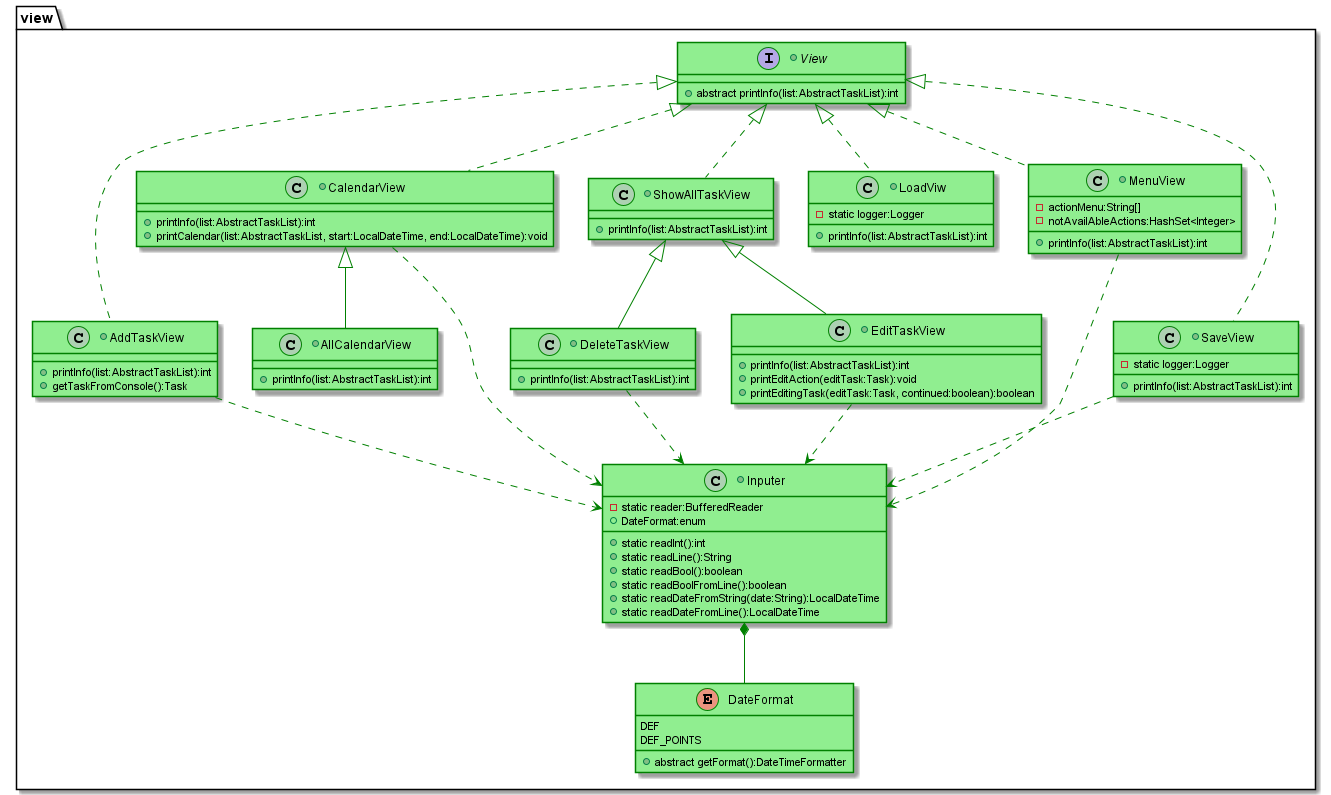 view
I View
abstract printInfo(list:AbstractTaskList):int
C CalendarView
printInfo(list:AbstractTaskList):int
printCalendar(list:AbstractTaskList, start:LocalDateTime, end:LocalDateTime):void
C ShowAllTaskView
printInfo(list:AbstractTaskList):int
C LoadViw
static logger:Logger
printInfo(list:AbstractTaskList):int
C MenuView
actionMenu:String[]
notAvailAbleActions:HashSet<Integer>
printInfo(list:AbstractTaskList):int
C AddTaskView
printInfo(list:AbstractTaskList):int
getTaskFromConsole():Task
C AllCalendarView
printInfo(list:AbstractTaskList):int
C DeleteTaskView
printInfo(list:AbstractTaskList):int
C EditTaskView
printInfo(list:AbstractTaskList):int
printEditAction(editTask:Task):void
printEditingTask(editTask:Task, continued:boolean):boolean
C SaveView
static logger:Logger
printInfo(list:AbstractTaskList):int
C Inputer
static reader:BufferedReader
DateFormat:enum
static readInt():int
static readLine():String
static readBool():boolean
static readBoolFromLine():boolean
static readDateFromString(date:String):LocalDateTime
static readDateFromLine():LocalDateTime
E DateFormat
DEF
DEF_POINTS
abstract getFormat():DateTimeFormatter